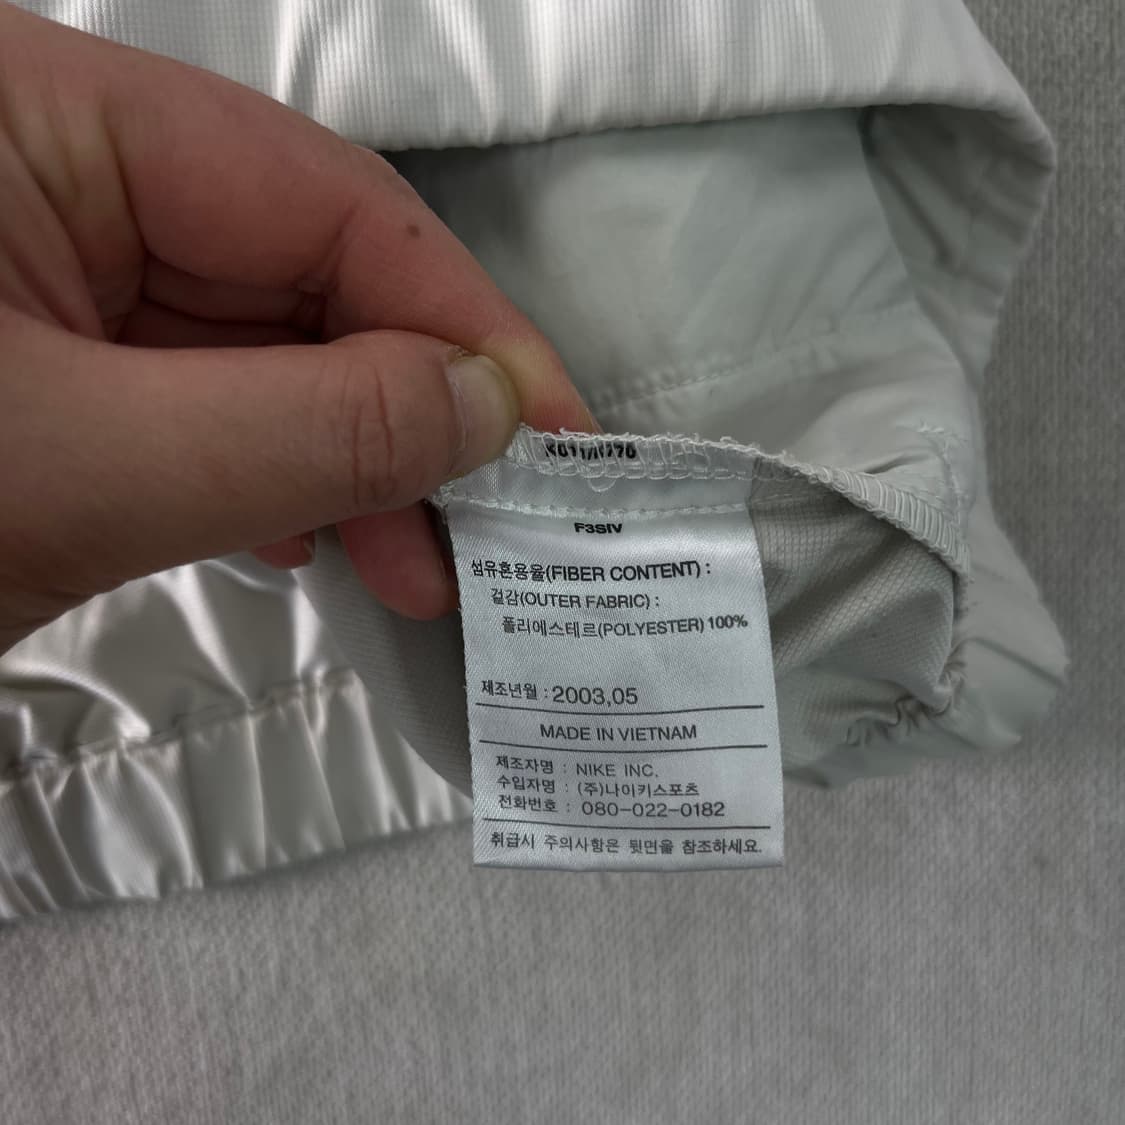 F3SIV
섬유혼용율(FIBER CONTENT) :
겉감(OUTER FABRIC) :
폴리에스테르(POLYESTER) 100%
제조년월 : 2003,05
MADE IN VIETNAM
제조자명 : NIKE INC.
수입자명 : (주)나이키스포츠
전화번호 : 080-022-0182
취급시 주의사항은 뒷면을 참조하세요.